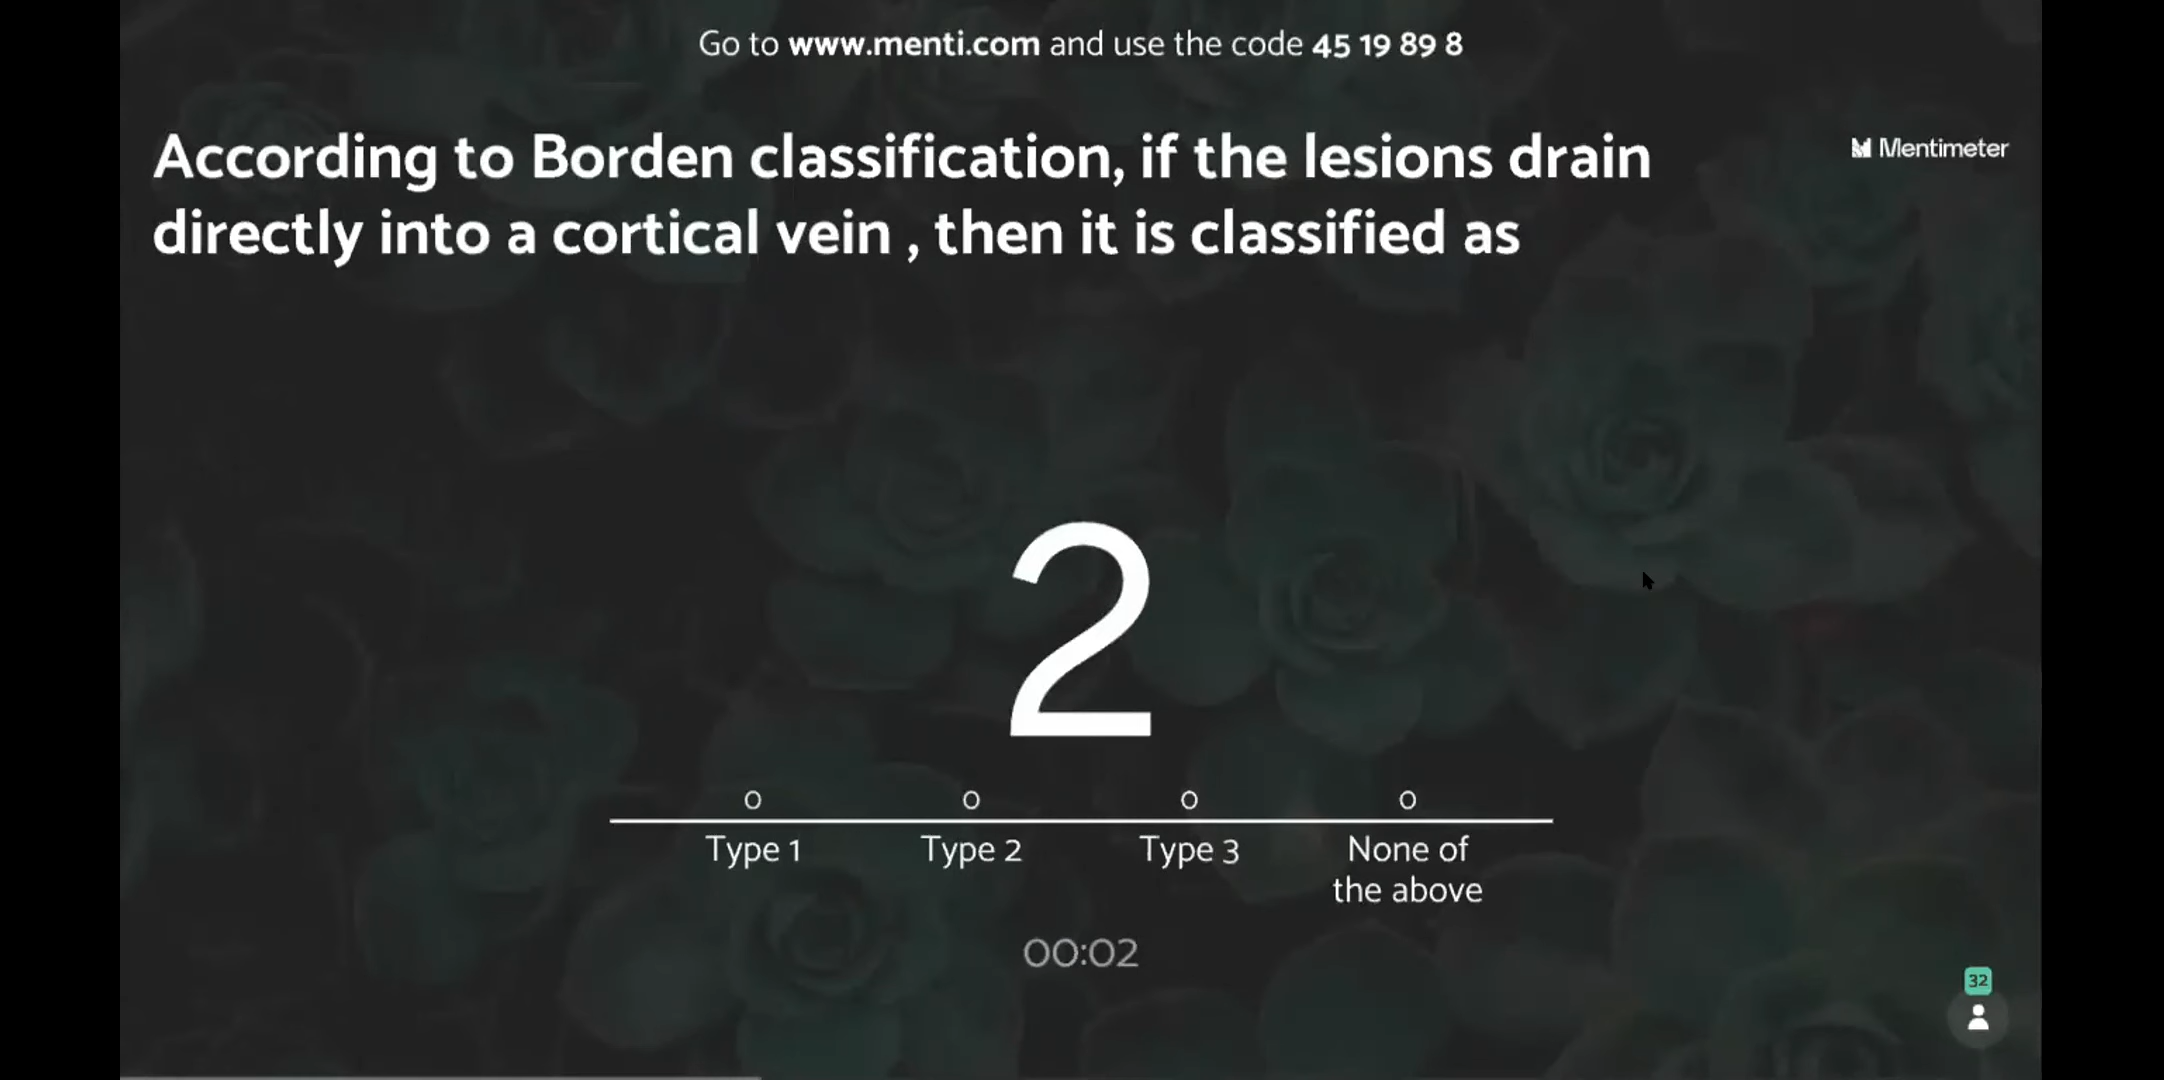 Go to www.menti.com and use the code 45 19 89 8
According to Borden classification, if the lesions drain
directly into a cortical vein , then it is classified as
Mentimeter
2
0 0 0 0
Type 1 Type 2 Type 3 None of
the above
00:02
32